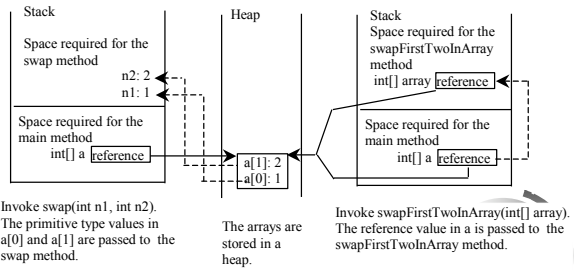 Stack
Space required for the
swap method
n2: 2
n1: 1
Space required for the
main method
int[] a reference
Invoke swap(int n1, int n2).
The primitive type values in
a[0] and a[1] are passed to the
swap method.
Heap
a[1]: 2
a[0]: 1
The arrays are
stored in a
heap.
Stack
Space required for the
swapFirstTwoInArray
method
int[] array reference
Space required for the
main method
int[] a reference
Invoke swapFirstTwoInArray(int[] array).
The reference value in a is passed to the
swapFirstTwoInArray method.